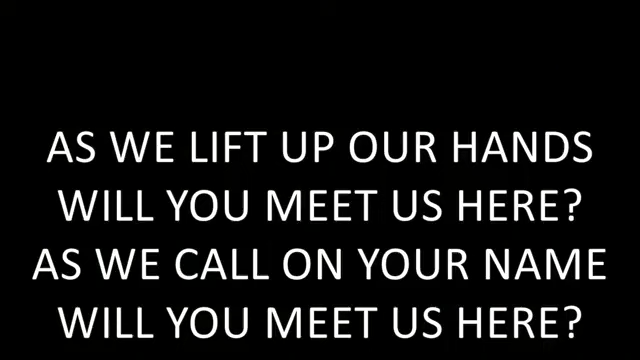 AS WE LIFT UP OUR HANDS
WILL YOU MEET US HERE?
AS WE CALL ON YOUR NAME
WILL YOU MEET US HERE?